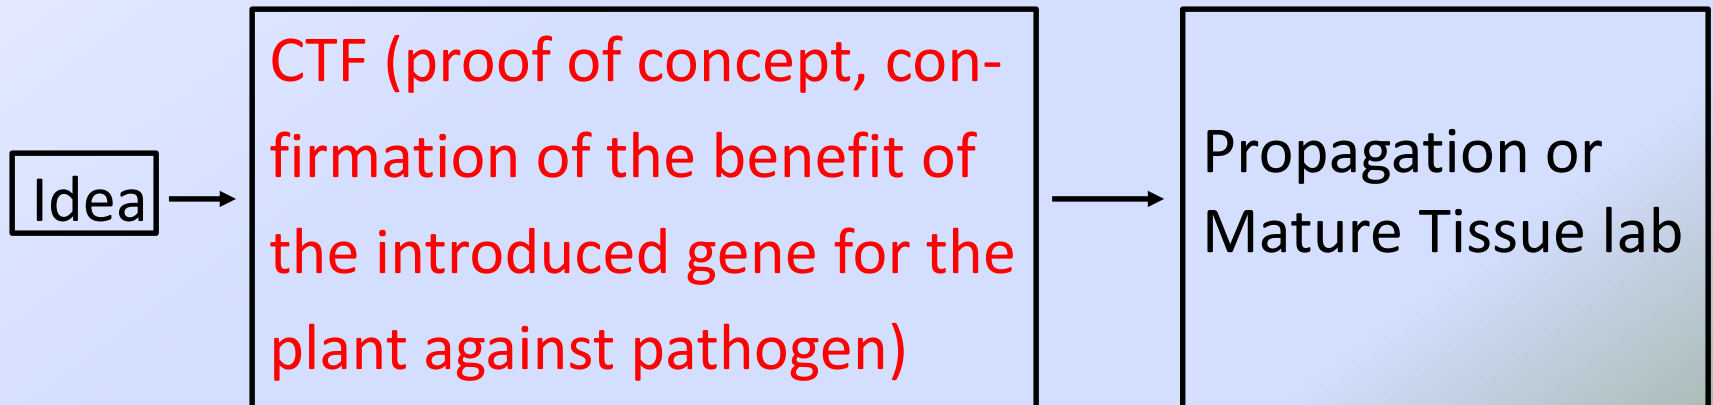 Idea
CTF (proof of concept, con-
firmation of the benefit of
the introduced gene for the
plant against pathogen)
Propagation or
Mature Tissue lab